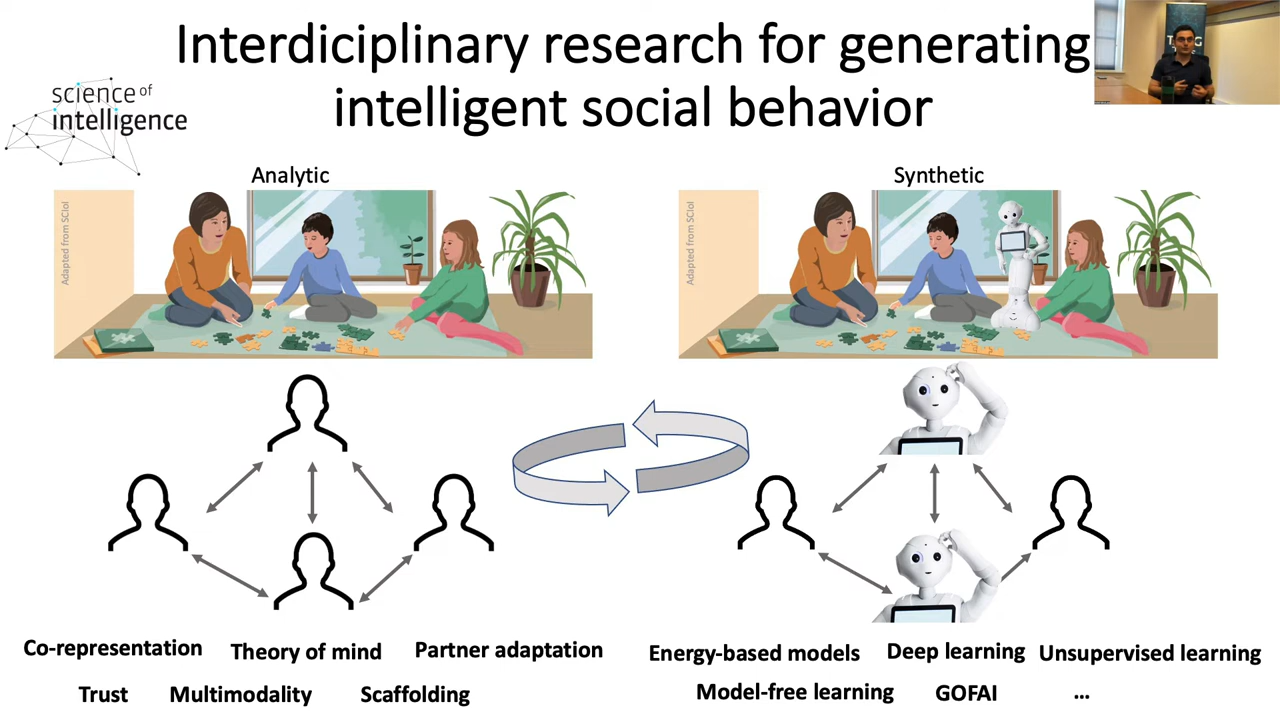 Interdiciplinary research for generating
intelligent social behavior
science of
intelligence
Analytic
Synthetic
Adapted from SCIoI
Adapted from SCIoI
Co-representation
Theory of mind
Partner adaptation
Trust
Multimodality
Scaffolding
Energy-based models
Deep learning
Unsupervised learning
Model-free learning
GOFAI
...